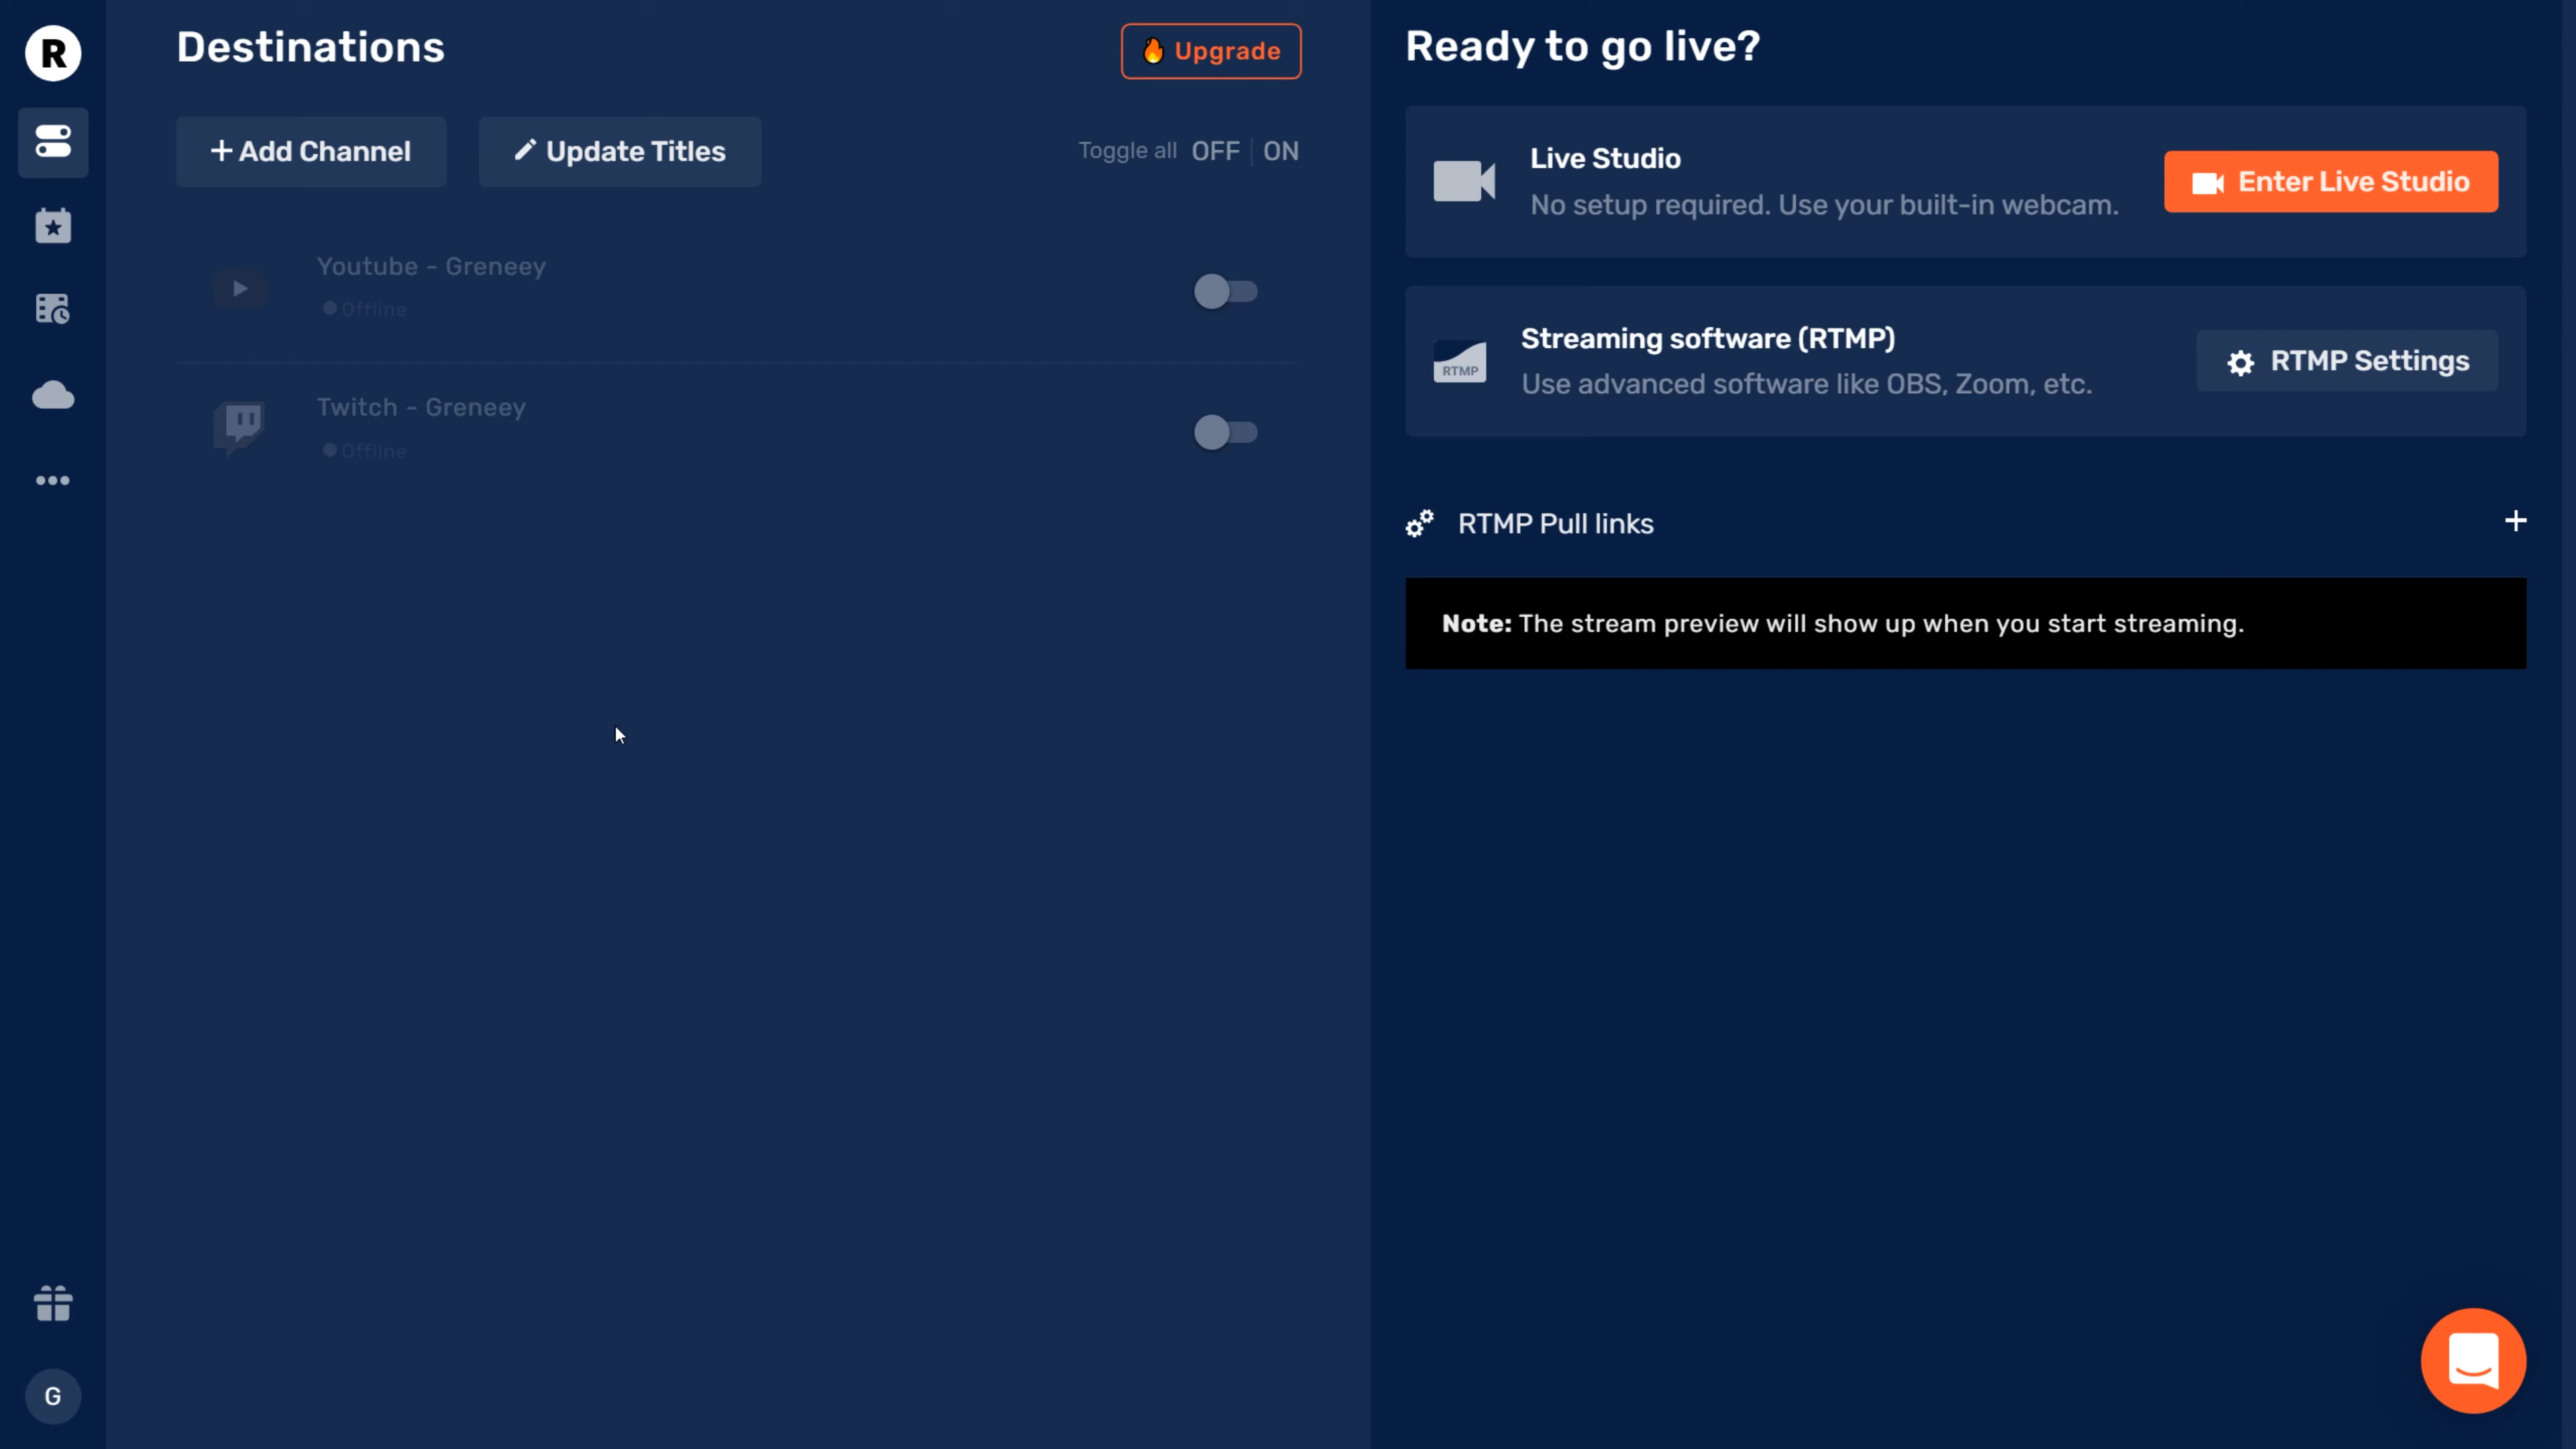 R
Destinations
Upgrade
+ Add Channel
Update Titles
Toggle all OFF | ON
Youtube - Greneey
Offline
Twitch - Greneey
Offline
G
Ready to go live?
Live Studio
No setup required. Use your built-in webcam.
Enter Live Studio
RTMP
Streaming software (RTMP)
Use advanced software like OBS, Zoom, etc.
RTMP Settings
RTMP Pull links
Note: The stream preview will show up when you start streaming.